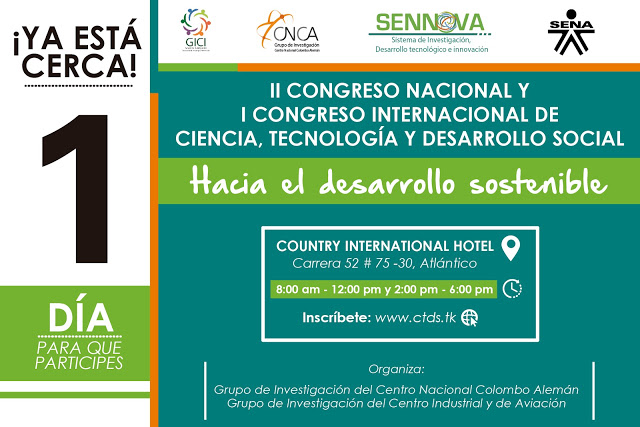 ¡YA ESTÁ
CERCA!
1
DÍA
PARA QUE
PARTICIPES
GICI
CNCA
Grupo de Investigación
Centro Nacional Colombo Alemán
SENNOVA
Sistema de Investigación,
Desarrollo tecnológico e innovación
SENA
II CONGRESO NACIONAL Y
I CONGRESO INTERNACIONAL DE
CIENCIA, TECNOLOGÍA Y DESARROLLO SOCIAL
Hacia el desarrollo sostenible
COUNTRY INTERNATIONAL HOTEL
Carrera 52 # 75 -30, Atlántico
8:00 am - 12:00 pm y 2:00 pm - 6:00 pm
Inscríbete: www.ctds.tk
Organiza:
Grupo de Investigación del Centro Nacional Colombo Alemán
Grupo de Investigación del Centro Industrial y de Aviación